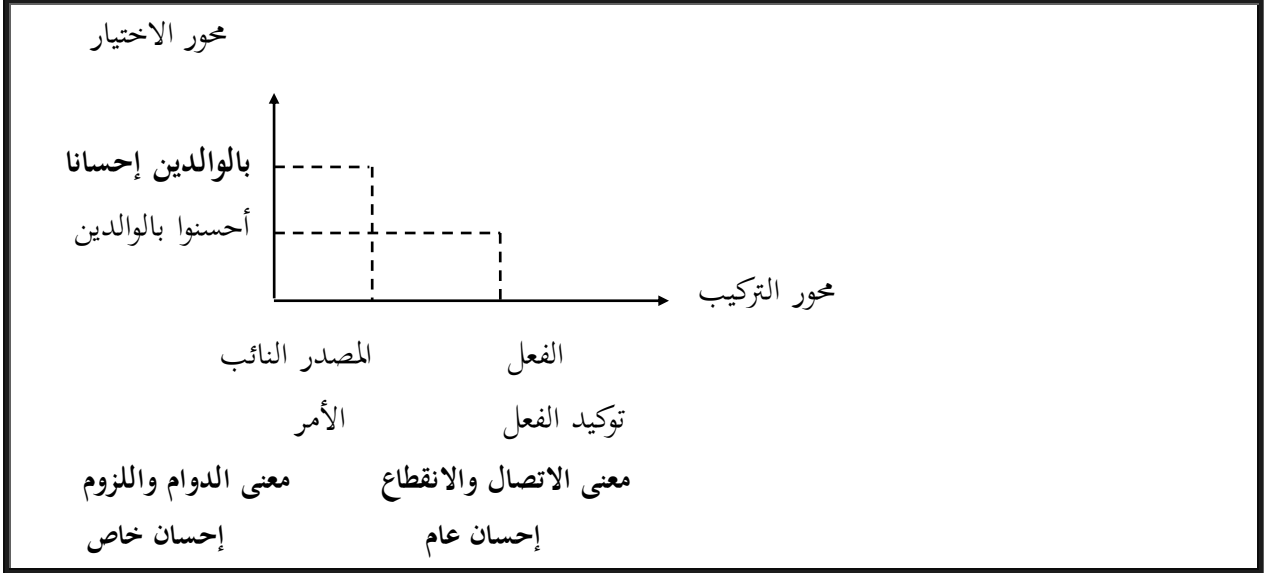 محور الاختيار
بالوالدين إحسانا
أحسنوا بالوالدين
محور التركيب
الفعل المصدر النائب
توكيد الفعل الأمر
معنى الاتصال والانقطاع معنى الدوام واللزوم
إحسان عام إحسان خاص